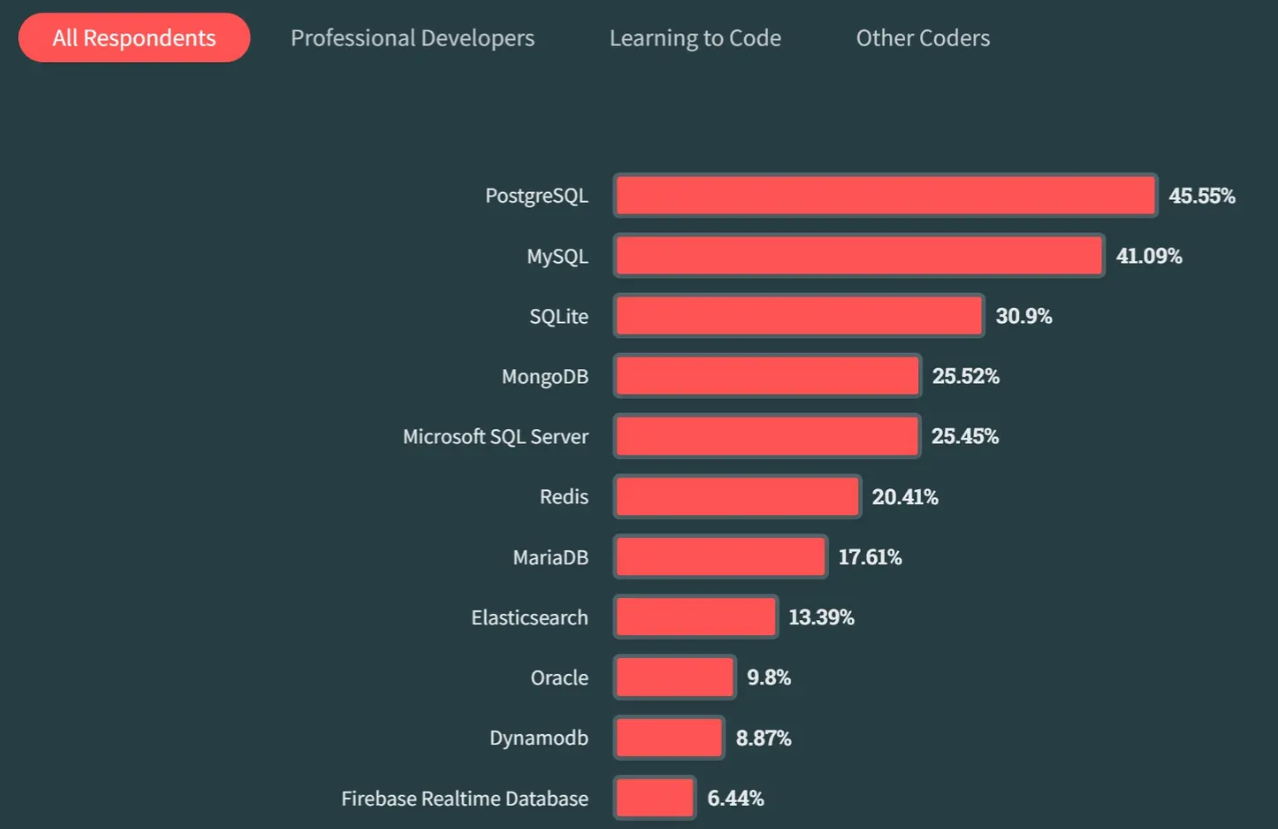 All Respondents Professional Developers Learning to Code Other Coders
PostgreSQL 45.55%
MySQL 41.09%
SQLite 30.9%
MongoDB 25.52%
Microsoft SQL Server 25.45%
Redis 20.41%
MariaDB 17.61%
Elasticsearch 13.39%
Oracle 9.8%
Dynamodb 8.87%
Firebase Realtime Database 6.44%